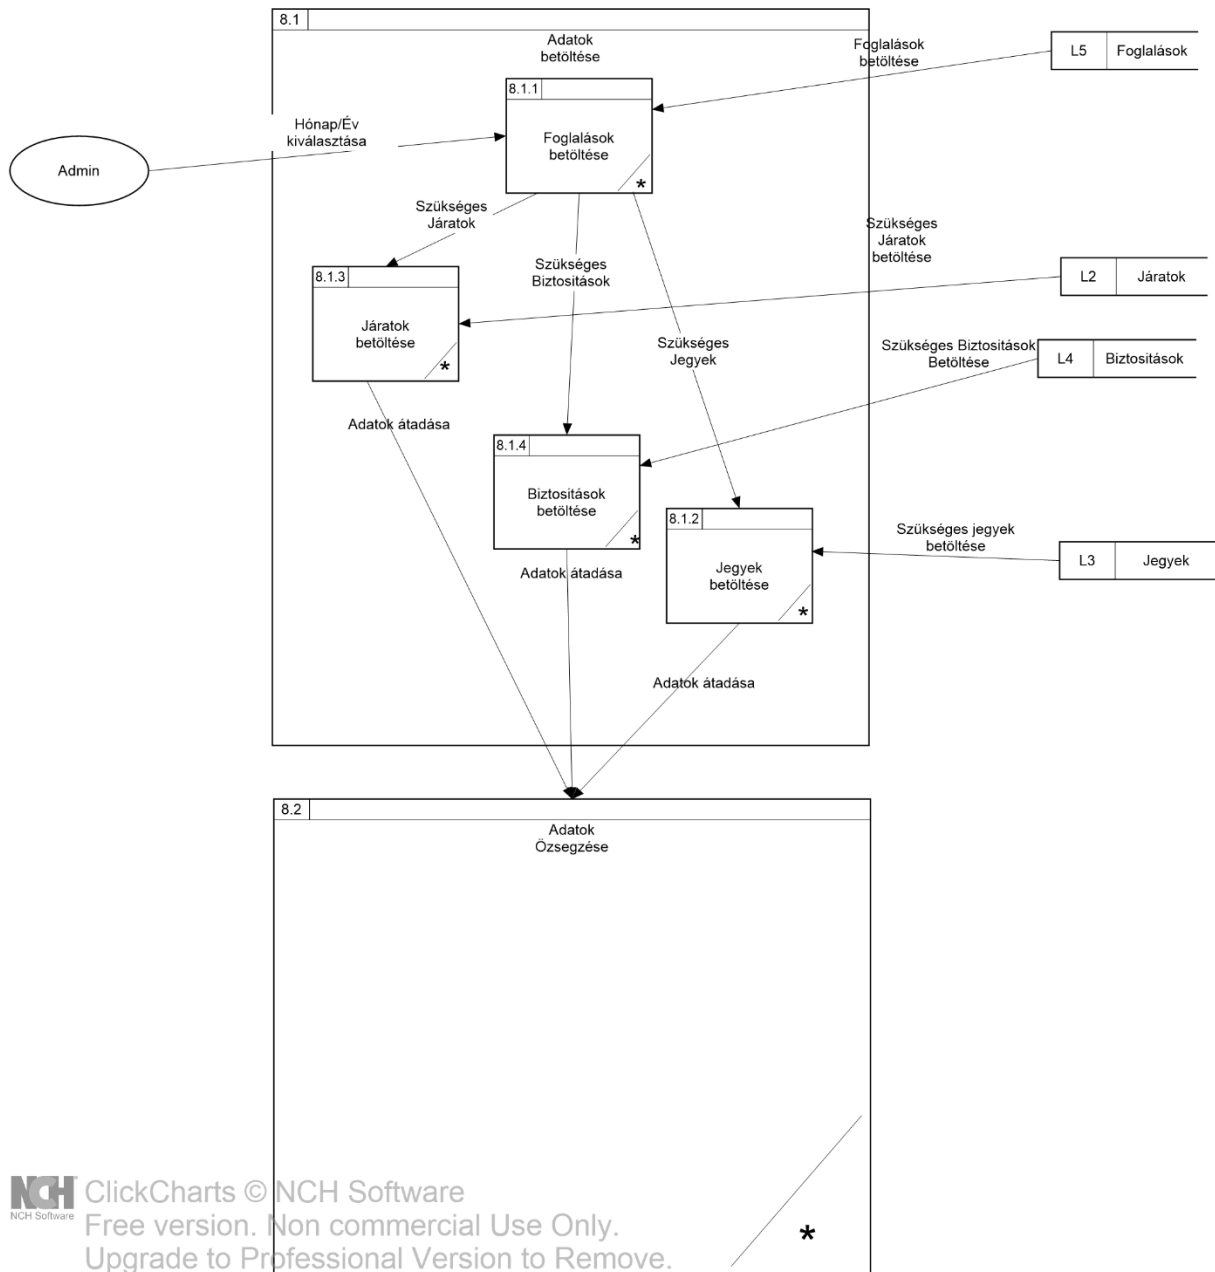 8.1
Adatok
betöltése
Foglalások
betöltése
L5 Foglalások
8.1.1
Foglalások
betöltése
*
Hónap/Év
kiválasztása
Admin
Szükséges
Járatok
Szükséges
Biztositások
Szükséges
Jegyek
Szükséges
Járatok
betöltése
L2 Járatok
8.1.3
Járatok
betöltése
*
Szükséges Biztositások
Betöltése
L4 Biztositások
Adatok átadása
8.1.4
Biztositások
betöltése
*
8.1.2
Jegyek
betöltése
*
Szükséges jegyek
betöltése
L3 Jegyek
Adatok átadása
Adatok átadása
8.2
Adatok
Özsegzése
*
NCH
NCH Software
ClickCharts © NCH Software
Free version. Non commercial Use Only.
Upgrade to Professional Version to Remove.